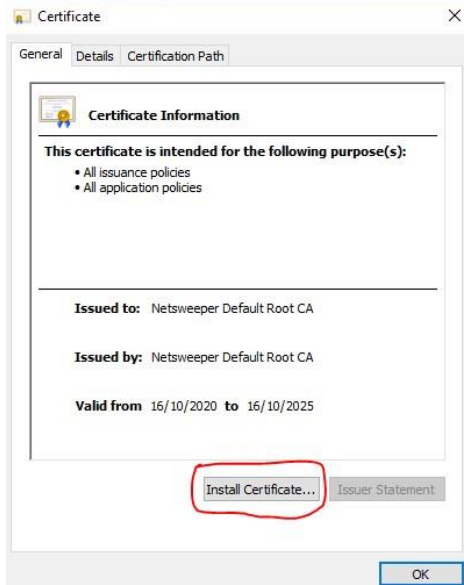 Certificate
General Details Certification Path
Certificate Information
This certificate is intended for the following purpose(s):
• All issuance policies
• All application policies
Issued to: Netsweeper Default Root CA
Issued by: Netsweeper Default Root CA
Valid from 16/10/2020 to 16/10/2025
Install Certificate... Issuer Statement
OK